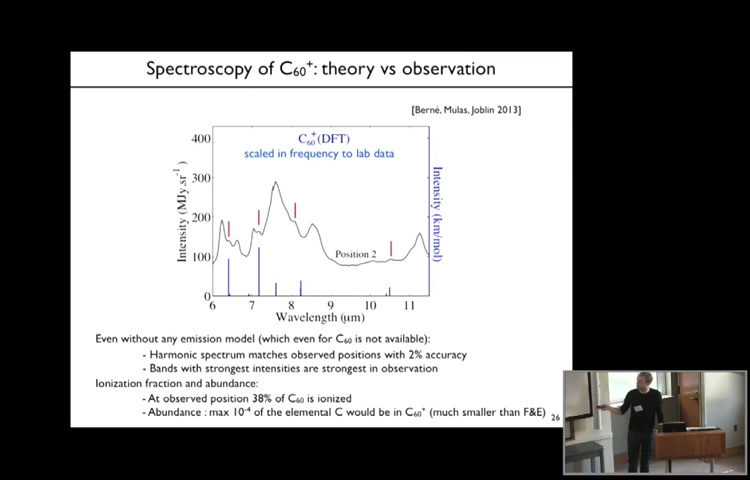 Spectroscopy of C₆₀⁺: theory vs observation
[Berné, Mulas, Joblin 2013]
C₆₀⁺(DFT)
scaled in frequency to lab data
400
300
200
100
0
Intensity (MJy.sr⁻¹)
Intensity (km/mol)
Position 2
6 7 8 9 10 11
Wavelength (μm)
Even without any emission model (which even for C₆₀ is not available):
- Harmonic spectrum matches observed positions with 2% accuracy
- Bands with strongest intensities are strongest in observation
Ionization fraction and abundance:
- At observed position 38% of C₆₀ is ionized
- Abundance : max 10⁻⁴ of the elemental C would be in C₆₀⁺ (much smaller than F&E)
26